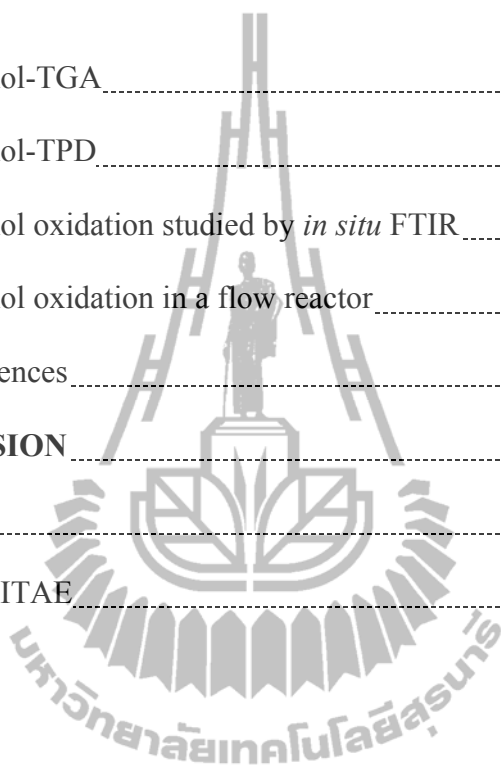 ol-TGA
ol-TPD
ol oxidation studied by in situ FTIR
ol oxidation in a flow reactor
ences
SION
ITAE
มหาวิทยาลัยเทคโนโลยีสุรนารี